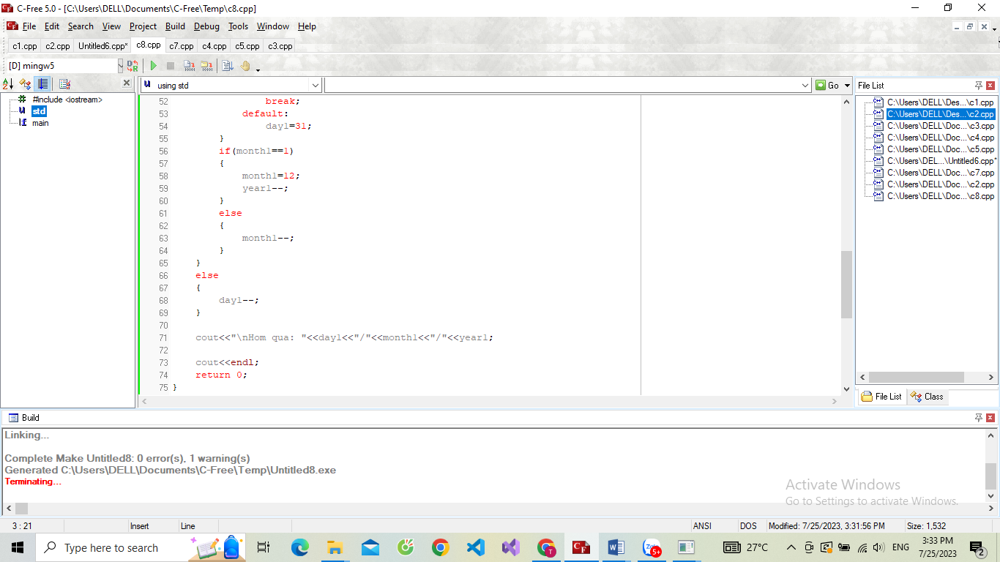 C-Free 5.0 - [C:\Users\DELL\Documents\C-Free\Temp\c8.cpp]
File Edit Search View Project Build Debug Tools Window Help
c1.cpp c2.cpp Untitled6.cpp* c8.cpp c7.cpp c4.cpp c5.cpp c3.cpp
[D] mingw5
using std
Go
File List
#include <iostream>
std
main
52 break;
53 default:
54 day1=31;
55 }
56 if(month1==1)
57 {
58 month1=12;
59 year1--;
60 }
61 else
62 {
63 month1--;
64 }
65 }
66 else
67 {
68 day1--;
69 }
70
71 cout<<"\nHom qua: "<<day1<<"/"<<month1<<"/"<<year1;
72
73 cout<<endl;
74 return 0;
75 }
C:\Users\DELL\Des...\c1.cpp
C:\Users\DELL\Des...\c2.cpp
C:\Users\DELL\Doc...\c3.cpp
C:\Users\DELL\Doc...\c4.cpp
C:\Users\DELL\Doc...\c5.cpp
C:\Users\DEL...\Untitled6.cpp*
C:\Users\DELL\Doc...\c7.cpp
C:\Users\DELL\Doc...\c2.cpp
C:\Users\DELL\Doc...\c8.cpp
File List Class
Build
Linking...
Complete Make Untitled8: 0 error(s), 1 warning(s)
Generated C:\Users\DELL\Documents\C-Free\Temp\Untitled8.exe
Terminating...
Activate Windows
Go to Settings to activate Windows.
3 : 21 Insert Line ANSI DOS Modified: 7/25/2023, 3:31:56 PM Size: 1,532
Type here to search
5+
27°C
ENG
3:33 PM
7/25/2023
2